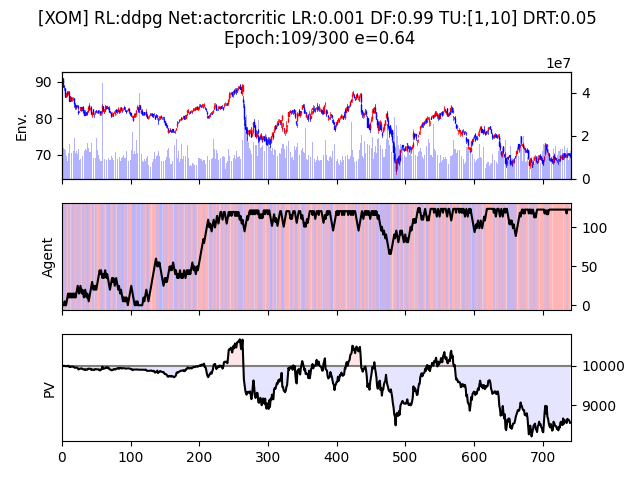 [XOM] RL:ddpg Net:actorcritic LR:0.001 DF:0.99 TU:[1,10] DRT:0.05
Epoch:109/300 e=0.64
1e7
Env.
90
80
70
4
2
0
Agent
100
50
0
PV
10000
9000
0 100 200 300 400 500 600 700